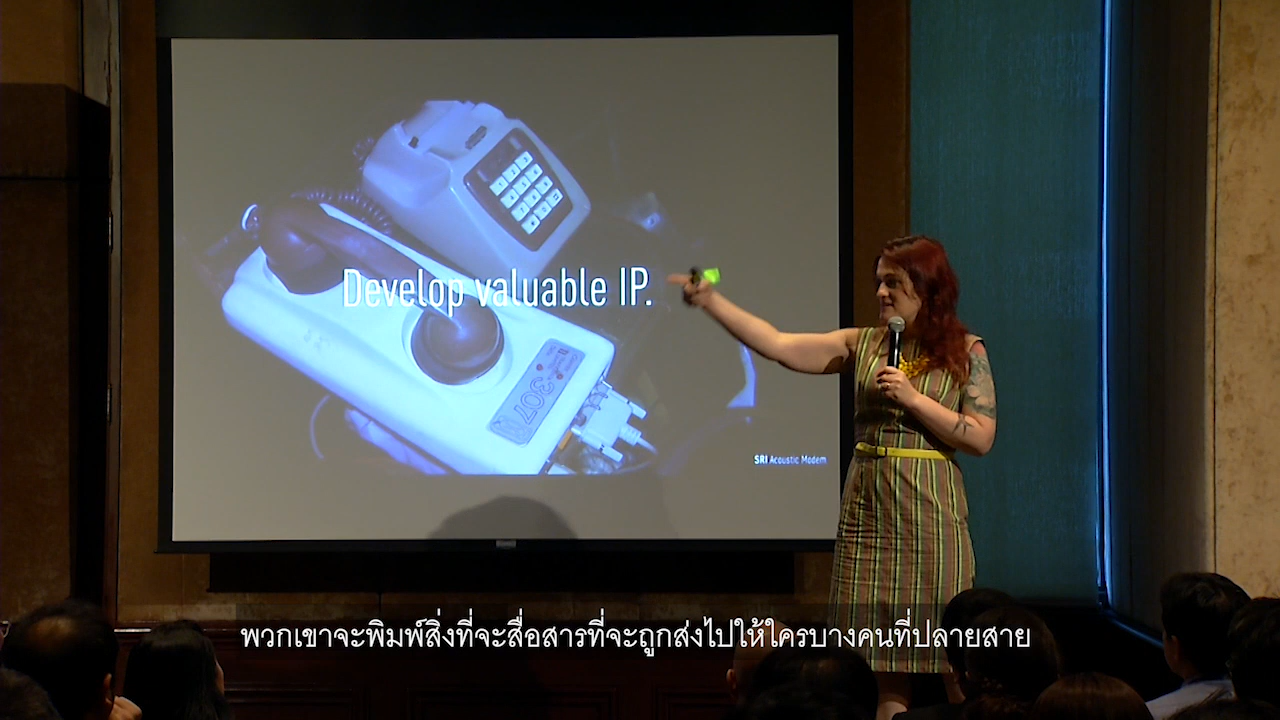 Develop valuable IP.
307
SRI Acoustic Modem
พวกเขาจะพิมพ์สิ่งที่จะสื่อสารที่จะถูกส่งไปให้ใครบางคนที่ปลายสาย